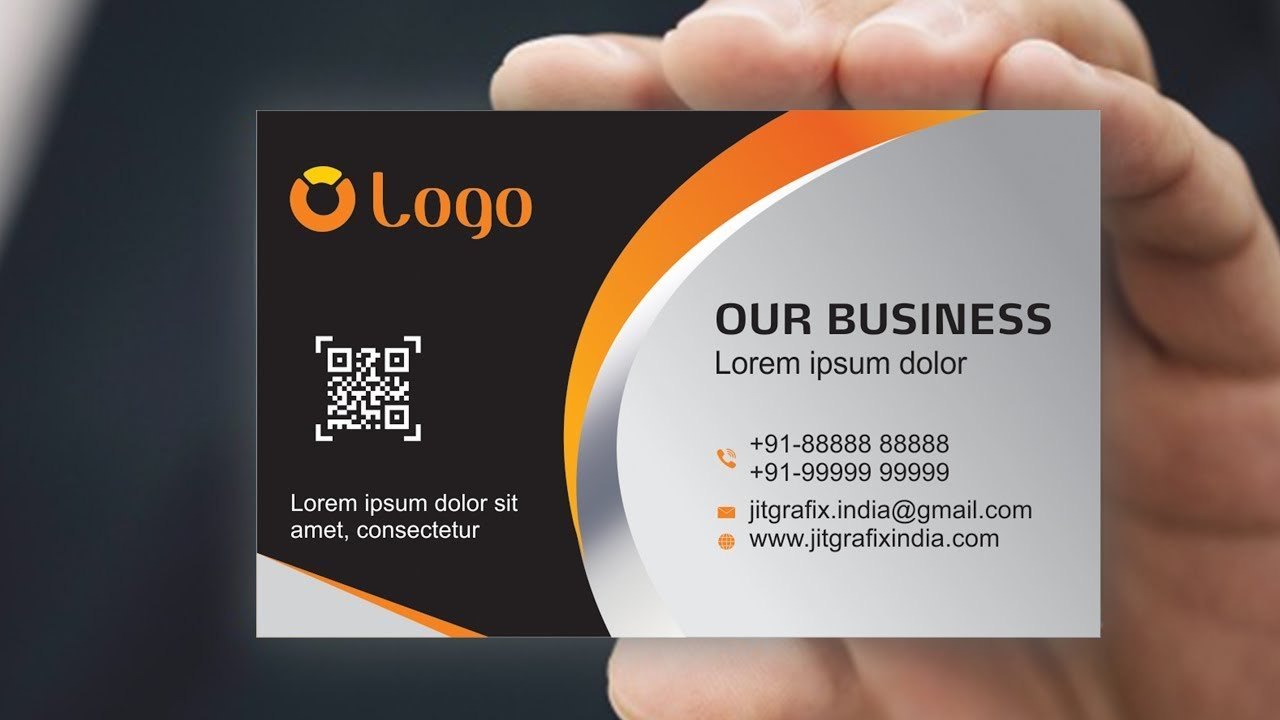 Logo
Lorem ipsum dolor sit
amet, consectetur
OUR BUSINESS
Lorem ipsum dolor
+91-88888 88888
+91-99999 99999
jitgrafix.india@gmail.com
www.jitgrafixindia.com